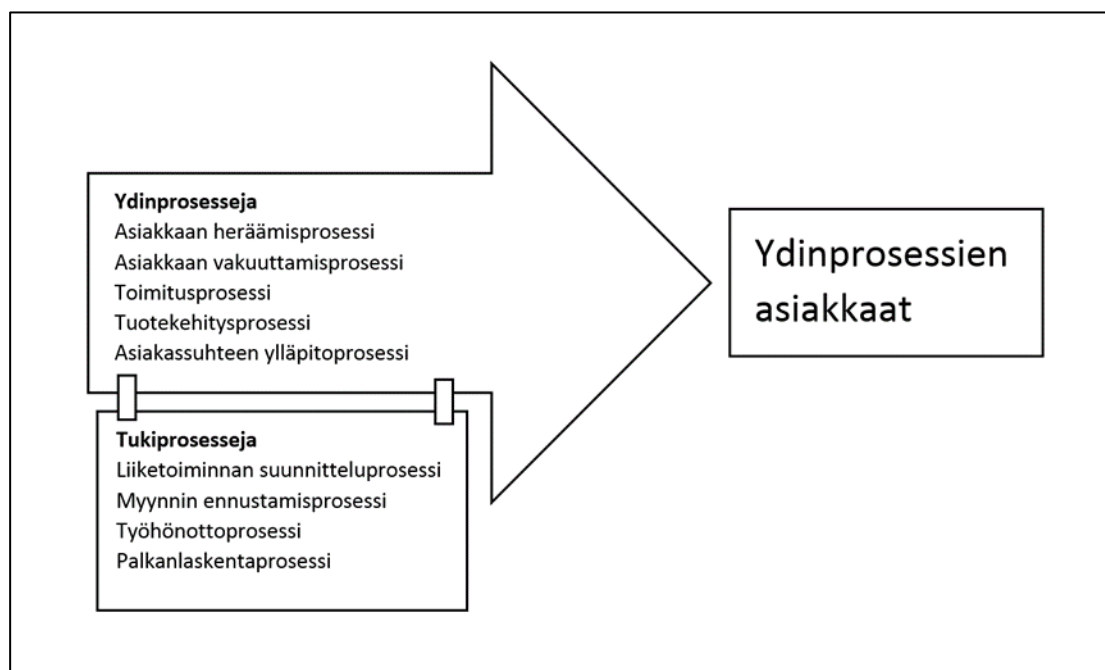 Ydinprosesseja
Asiakkaan heräämisprosessi
Asiakkaan vakuuttamisprosessi
Toimitusprosessi
Tuotekehitysprosessi
Asiakassuhteen ylläpitoprosessi
Tukiprosesseja
Liiketoiminnan suunnitteluprosessi
Myynnin ennustamisprosessi
Työhönottoprosessi
Palkanlaskentaprosessi
Ydinprosessien
asiakkaat